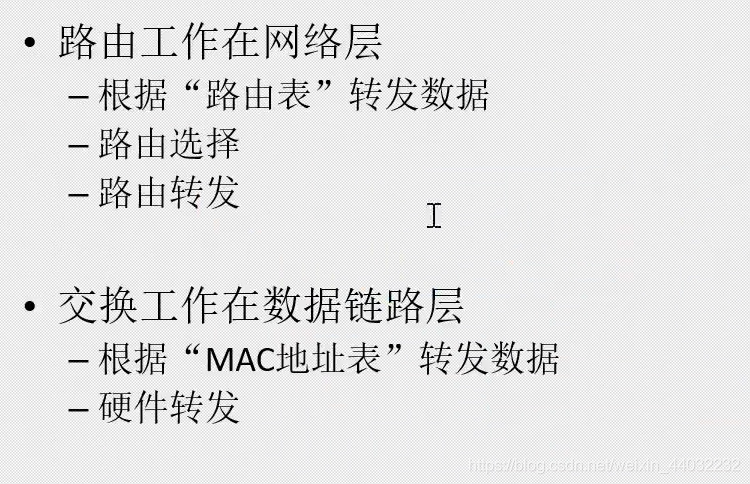 • 路由工作在网络层
– 根据“路由表”转发数据
– 路由选择
– 路由转发
• 交换工作在数据链路层
– 根据“MAC地址表”转发数据
– 硬件转发
https://blog.csdn.net/weixin_44032232